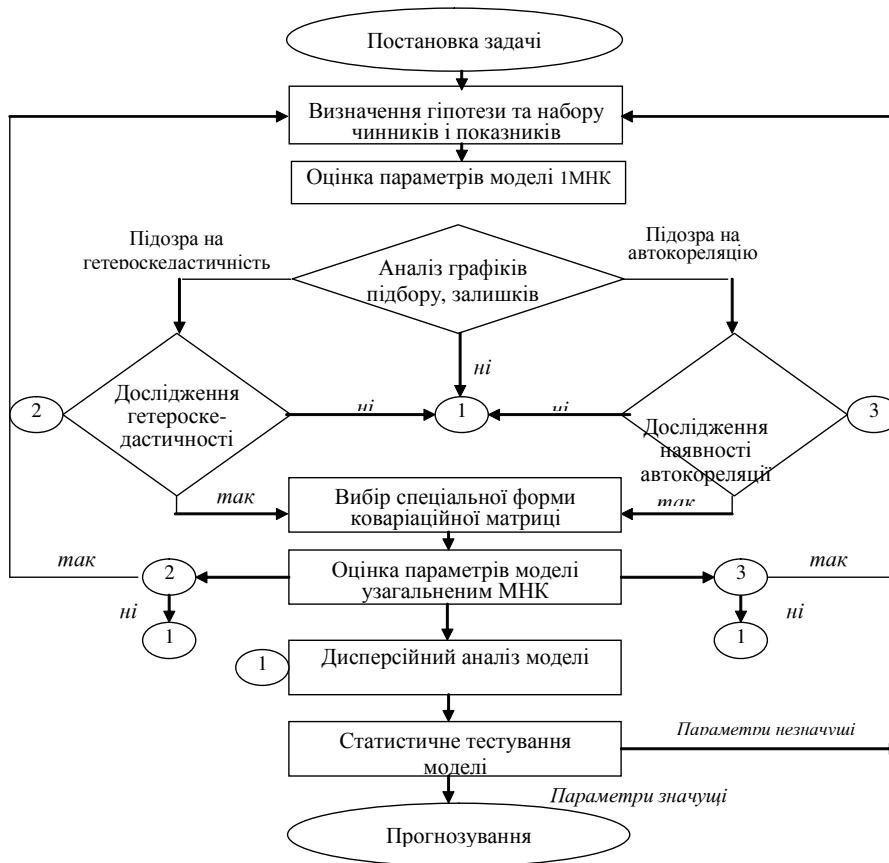 Постановка задачі
Визначення гіпотези та набору
чинників і показників
Оцінка параметрів моделі 1МНК
Підозра на
гетероскедастичність
Аналіз графіків
підбору, залишків
Підозра на
автокореляцію
ні
2
Дослідження
гетероске-
дастичності
ні
1
ні
3
Дослідження
наявності
автокореляції
так
Вибір спеціальної форми
коваріаційної матриці
так
так
2
Оцінка параметрів моделі
узагальненим МНК
3
так
ні
1
ні
1
1
Дисперсійний аналіз моделі
Статистичне тестування
моделі
Параметри незначуші
Параметри значущі
Прогнозування